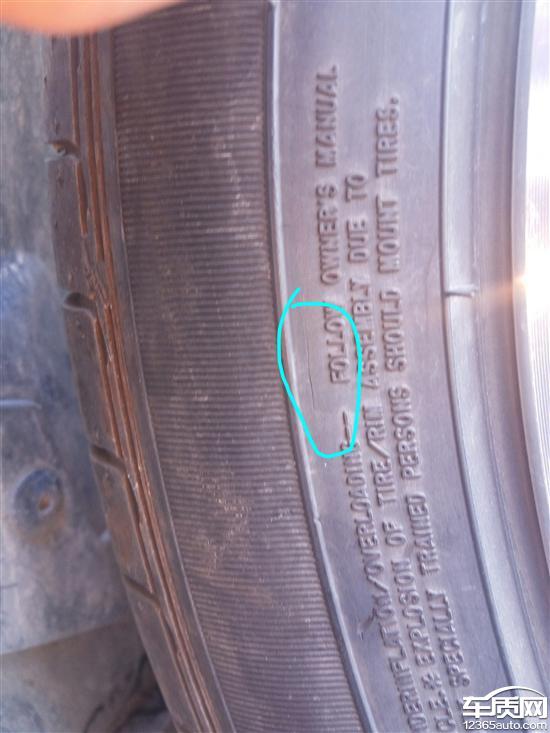 FOLLOW OWNER'S MANUAL
DERINFLATION/OVERLOADING— ASSEMBLY DUE TO
EXPLOSION OF TIRE/RIM
SPECIALLY TRAINED PERSONS SHOULD MOUNT TIRES.
车质网
12365auto.com